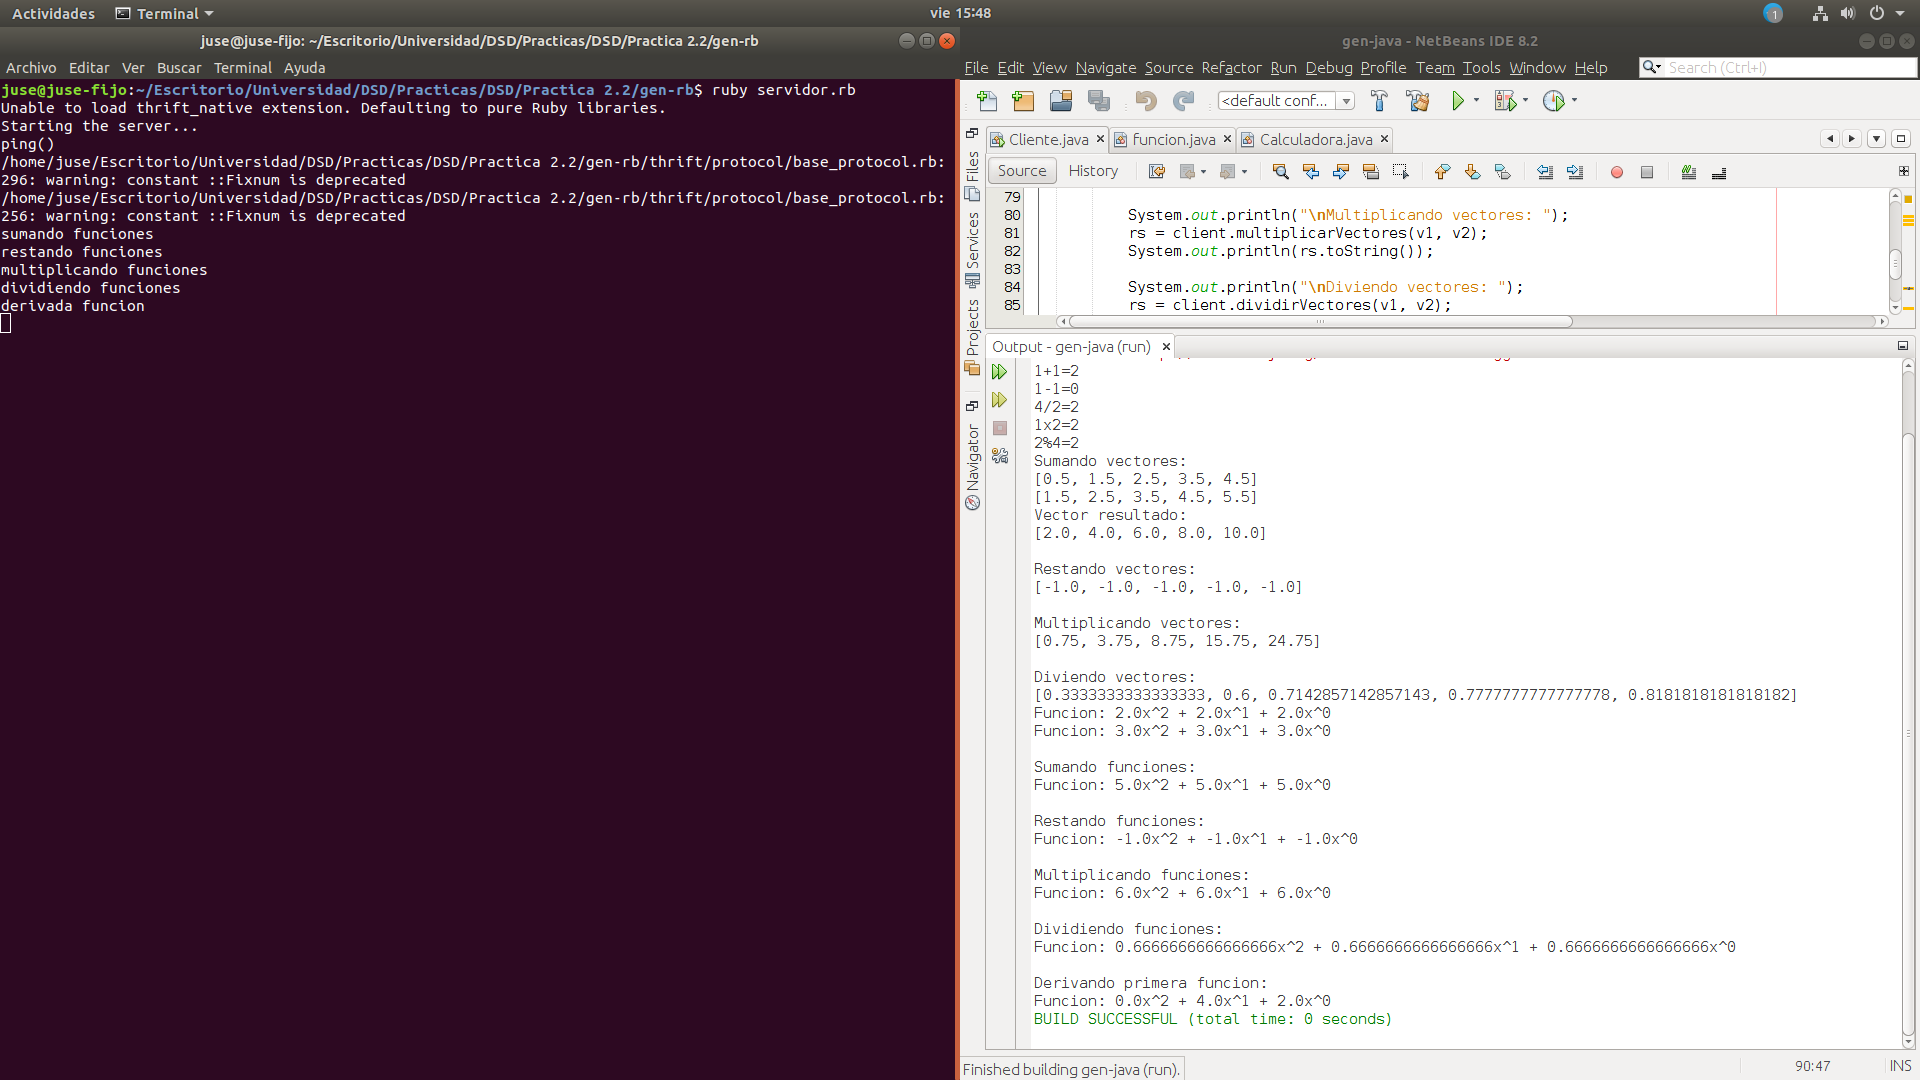 Actividades Terminal vie 15:48 1
juse@juse-fijo: ~/Escritorio/Universidad/DSD/Practicas/DSD/Practica 2.2/gen-rb
Archivo Editar Ver Buscar Terminal Ayuda
juse@juse-fijo:~/Escritorio/Universidad/DSD/Practicas/DSD/Practica 2.2/gen-rb$ ruby servidor.rb
Unable to load thrift_native extension. Defaulting to pure Ruby libraries.
Starting the server...
ping()
/home/juse/Escritorio/Universidad/DSD/Practicas/DSD/Practica 2.2/gen-rb/thrift/protocol/base_protocol.rb:
296: warning: constant ::Fixnum is deprecated
/home/juse/Escritorio/Universidad/DSD/Practicas/DSD/Practica 2.2/gen-rb/thrift/protocol/base_protocol.rb:
256: warning: constant ::Fixnum is deprecated
sumando funciones
restando funciones
multiplicando funciones
dividiendo funciones
derivada funcion
gen-java - NetBeans IDE 8.2
File Edit View Navigate Source Refactor Run Debug Profile Team Tools Window Help Search (Ctrl+I)
<default conf...
Files
Services
Projects
Navigator
Cliente.java funcion.java Calculadora.java
Source History
79
80 System.out.println("\nMultiplicando vectores: ");
81 rs = client.multiplicarVectores(v1, v2);
82 System.out.println(rs.toString());
83
84 System.out.println("\nDiviendo vectores: ");
85 rs = client.dividirVectores(v1, v2);
Output - gen-java (run)
1+1=2
1-1=0
4/2=2
1x2=2
2%4=2
Sumando vectores:
[0.5, 1.5, 2.5, 3.5, 4.5]
[1.5, 2.5, 3.5, 4.5, 5.5]
Vector resultado:
[2.0, 4.0, 6.0, 8.0, 10.0]
Restando vectores:
[-1.0, -1.0, -1.0, -1.0, -1.0]
Multiplicando vectores:
[0.75, 3.75, 8.75, 15.75, 24.75]
Diviendo vectores:
[0.3333333333333333, 0.6, 0.7142857142857143, 0.7777777777777778, 0.8181818181818182]
Funcion: 2.0x^2 + 2.0x^1 + 2.0x^0
Funcion: 3.0x^2 + 3.0x^1 + 3.0x^0
Sumando funciones:
Funcion: 5.0x^2 + 5.0x^1 + 5.0x^0
Restando funciones:
Funcion: -1.0x^2 + -1.0x^1 + -1.0x^0
Multiplicando funciones:
Funcion: 6.0x^2 + 6.0x^1 + 6.0x^0
Dividiendo funciones:
Funcion: 0.6666666666666666x^2 + 0.6666666666666666x^1 + 0.6666666666666666x^0
Derivando primera funcion:
Funcion: 0.0x^2 + 4.0x^1 + 2.0x^0
BUILD SUCCESSFUL (total time: 0 seconds)
Finished building gen-java (run). 90:47 INS